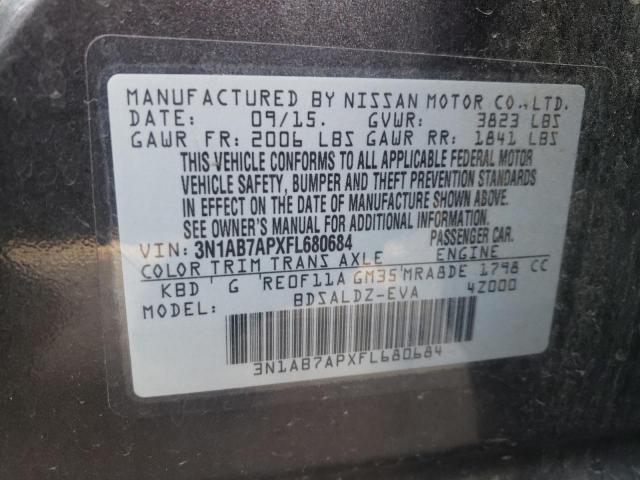 MANUFACTURED BY NISSAN MOTOR CO.,LTD.
DATE: 09/15. GVWR: 3823 LBS
GAWR FR: 2006 LBS GAWR RR: 1841 LBS
THIS VEHICLE CONFORMS TO ALL APPLICABLE FEDERAL MOTOR
VEHICLE SAFETY, BUMPER AND THEFT PREVENTION STANDARDS
IN EFFECT ON THE DATE OF MANUFACTURE SHOWN ABOVE.
SEE OWNER'S MANUAL FOR ADDITIONAL INFORMATION.
VIN: 3N1AB7APXFL680684 PASSENGER CAR.
COLOR TRIM TRANS AXLE ENGINE
KBD G RE0F11A GM35 MRA8DE 1798 CC
MODEL: BDSALDZ-EVA 4Z000
3N1AB7APXFL680684